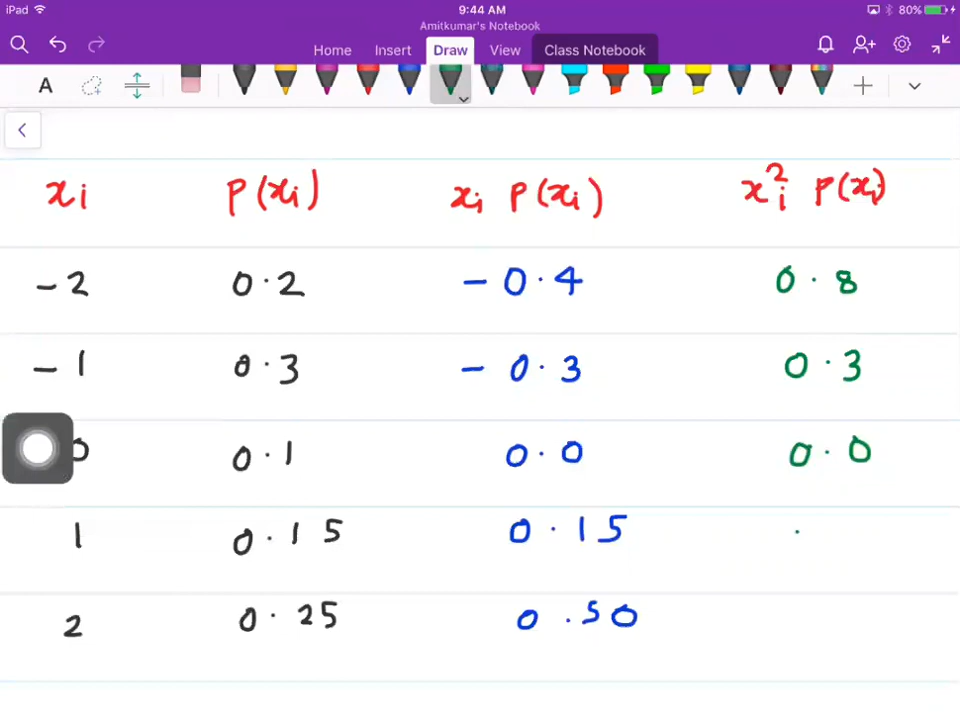 iPad 9:44 AM 80%
Amitkumar's Notebook
Home Insert Draw View Class Notebook
A
xᵢ P(xᵢ) xᵢ P(xᵢ) xᵢ² P(xᵢ)
-2 0.2 -0.4 0.8
-1 0.3 -0.3 0.3
0 0.1 0.0 0.0
1 0.15 0.15 .
2 0.25 0.50